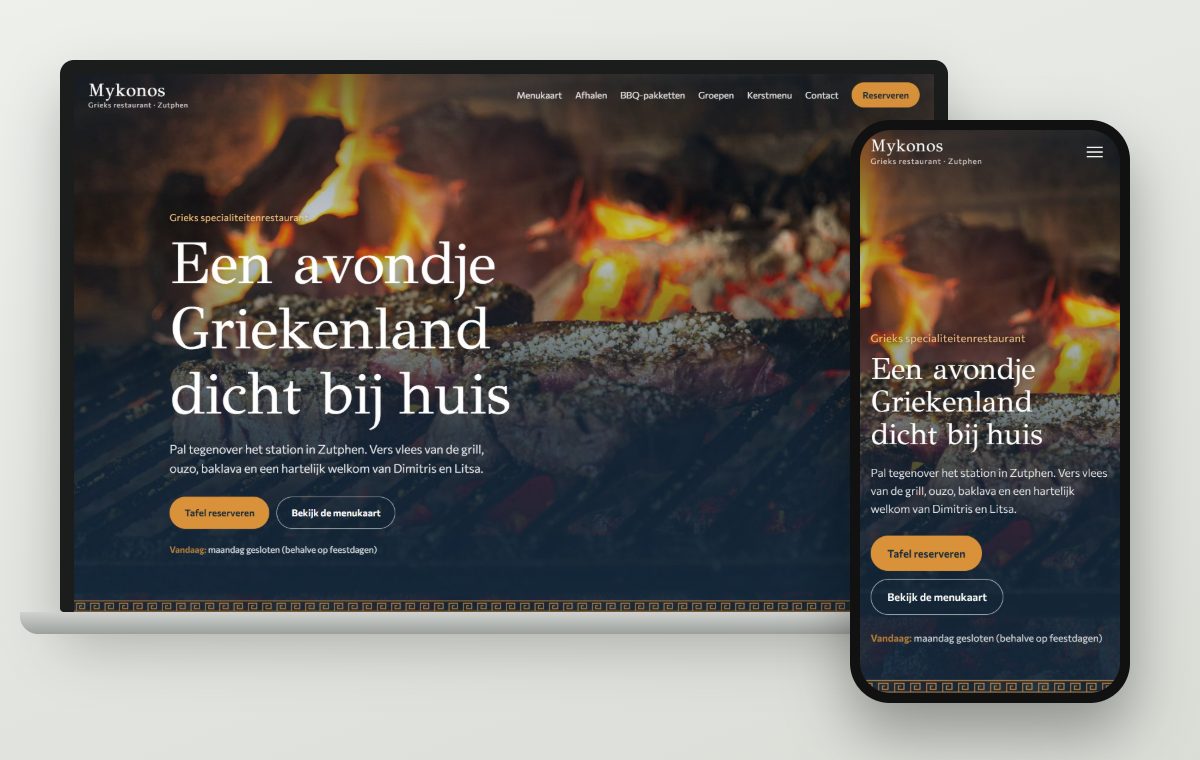 Mykonos
Grieks restaurant · Zutphen
Menukaart Afhalen BBQ-pakketten Groepen Kerstmenu Contact Reserveren
Grieks specialiteitenrestaurant
Een avondje
Griekenland
dicht bij huis
Pal tegenover het station in Zutphen. Vers vlees van de grill,
ouzo, baklava en een hartelijk welkom van Dimitris en Litsa.
Tafel reserveren Bekijk de menukaart
Vandaag: maandag gesloten (behalve op feestdagen)
Mykonos
Grieks restaurant · Zutphen
Grieks specialiteitenrestaurant
Een avondje
Griekenland
dicht bij huis
Pal tegenover het station in Zutphen. Vers vlees
van de grill, ouzo, baklava en een hartelijk
welkom van Dimitris en Litsa.
Tafel reserveren
Bekijk de menukaart
Vandaag: maandag gesloten (behalve op feestdagen)